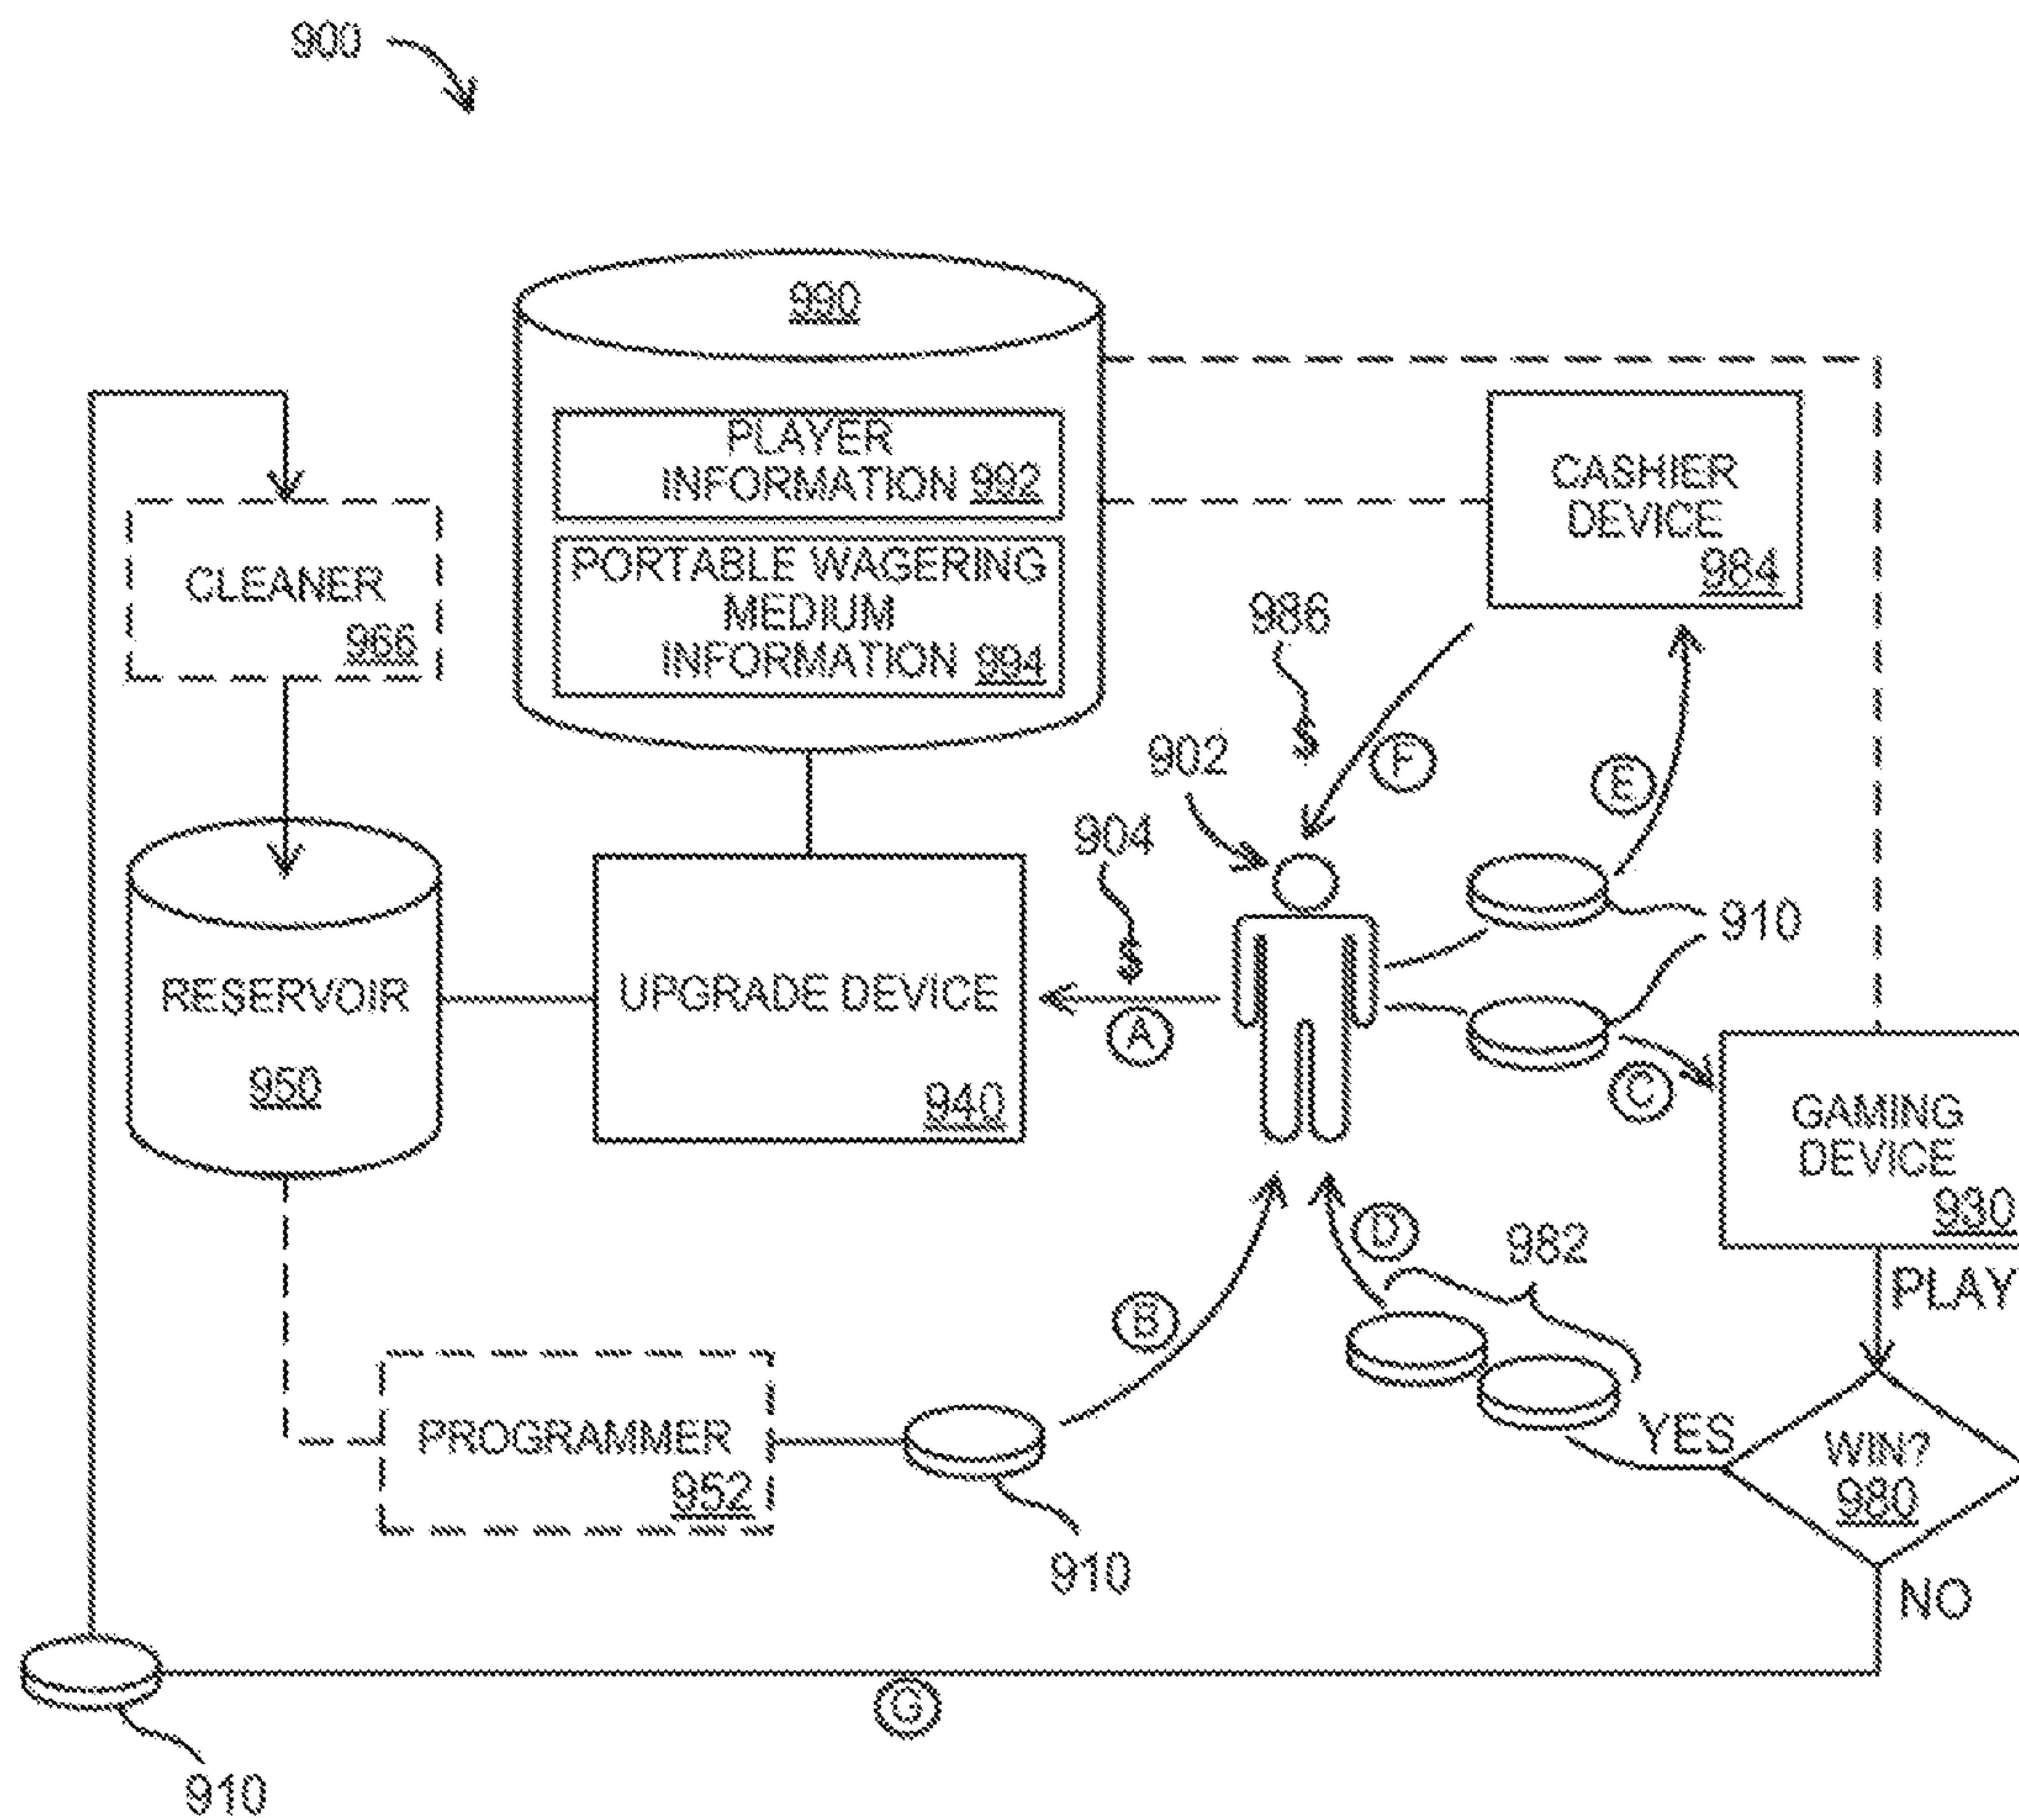 900
990
PLAYER
INFORMATION 992
PORTABLE WAGERING
MEDIUM
INFORMATION 994
CASHIER
DEVICE
984
CLEANER
966
986
$
902
F
E
904
$
A
910
RESERVOIR
950
UPGRADE DEVICE
940
C
GAMING
DEVICE
930
PLAY
D
982
B
PROGRAMMER
952
910
YES
WIN?
980
NO
G
910